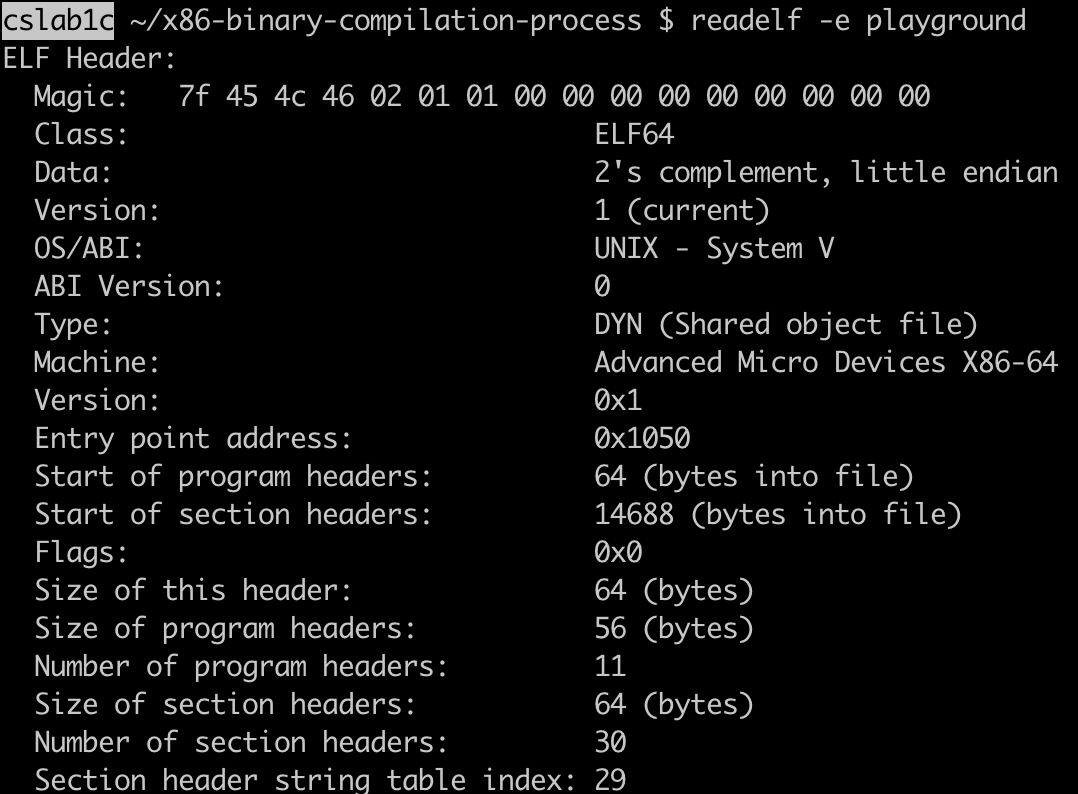 cslab1c ~/x86-binary-compilation-process $ readelf -e playground
ELF Header:
  Magic:   7f 45 4c 46 02 01 01 00 00 00 00 00 00 00 00 00
  Class:                             ELF64
  Data:                              2's complement, little endian
  Version:                           1 (current)
  OS/ABI:                            UNIX - System V
  ABI Version:                       0
  Type:                              DYN (Shared object file)
  Machine:                           Advanced Micro Devices X86-64
  Version:                           0x1
  Entry point address:               0x1050
  Start of program headers:          64 (bytes into file)
  Start of section headers:          14688 (bytes into file)
  Flags:                             0x0
  Size of this header:               64 (bytes)
  Size of program headers:           56 (bytes)
  Number of program headers:         11
  Size of section headers:           64 (bytes)
  Number of section headers:         30
  Section header string table index: 29